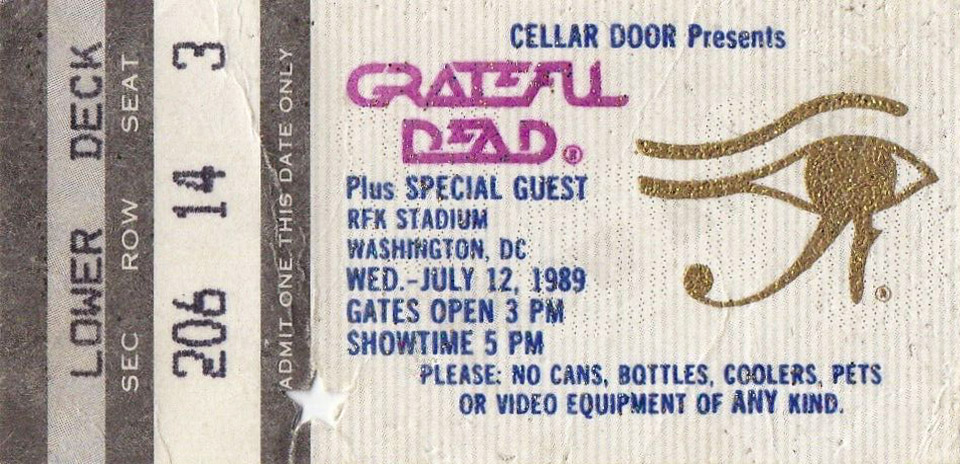 LOWER DECK
SEC ROW SEAT
206 14 3
ADMIT ONE THIS DATE ONLY
CELLAR DOOR Presents
GRATEFUL
DEAD®
Plus SPECIAL GUEST
RFK STADIUM
WASHINGTON, DC
WED.-JULY 12, 1989
GATES OPEN 3 PM
SHOWTIME 5 PM
PLEASE: NO CANS, BOTTLES, COOLERS, PETS
OR VIDEO EQUIPMENT OF ANY KIND.
®